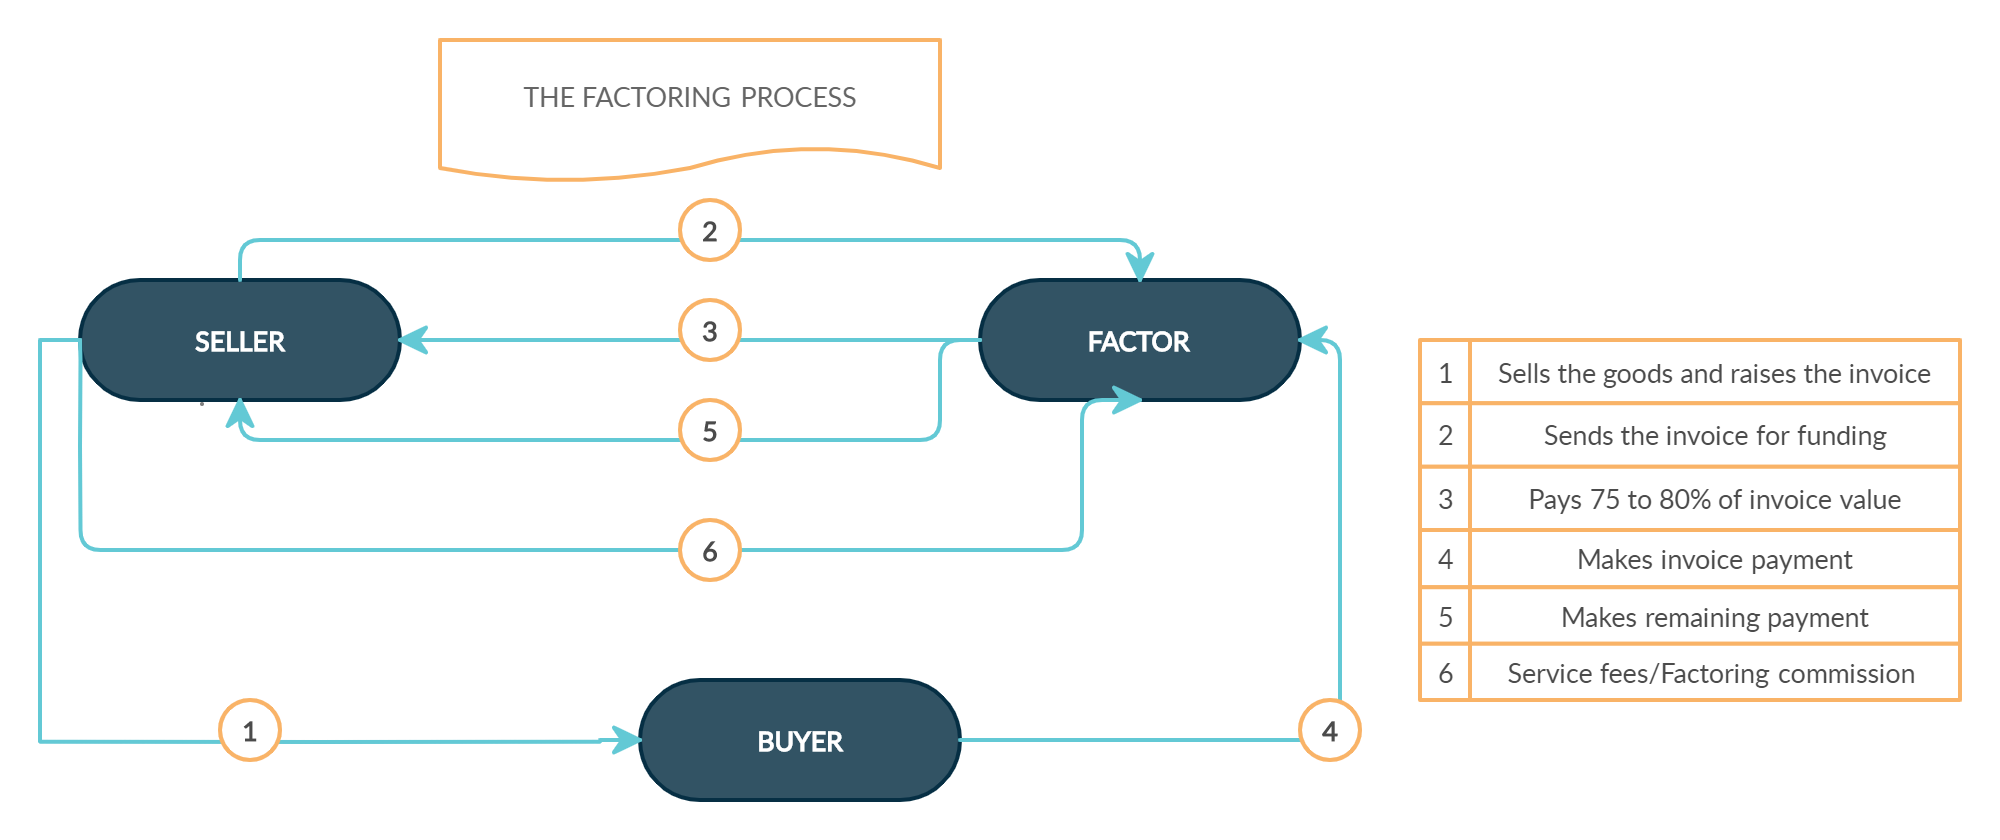 THE FACTORING PROCESS
2
SELLER
3
FACTOR
5
6
1
BUYER
4
1 Sells the goods and raises the invoice
2 Sends the invoice for funding
3 Pays 75 to 80% of invoice value
4 Makes invoice payment
5 Makes remaining payment
6 Service fees/Factoring commission